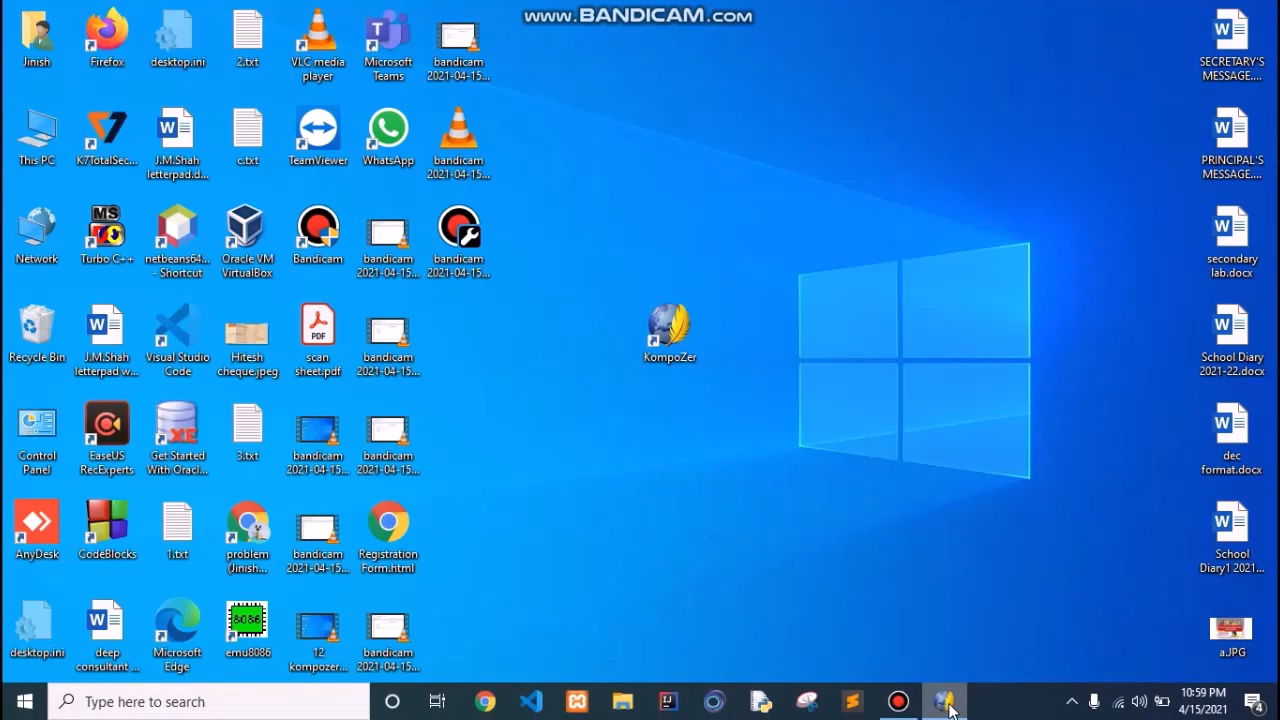 www.BANDICAM.com
Jinish
Firefox
desktop.ini
2.txt
VLC media
player
Microsoft
Teams
bandicam
2021-04-15...
SECRETARY'S
MESSAGE....
This PC
K7TotalSec...
J.M.Shah
letterpad.d...
c.txt
TeamViewer
WhatsApp
bandicam
2021-04-15...
PRINCIPAL'S
MESSAGE....
Network
MS
Turbo C++
netbeans64...
- Shortcut
Oracle VM
VirtualBox
Bandicam
bandicam
2021-04-15...
bandicam
2021-04-15...
secondary
lab.docx
Recycle Bin
J.M.Shah
letterpad w...
Visual Studio
Code
Hitesh
cheque.jpeg
PDF
scan
sheet.pdf
bandicam
2021-04-15...
KompoZer
School Diary
2021-22.docx
Control
Panel
EaseUS
RecExperts
XE
Get Started
With Oracl...
3.txt
bandicam
2021-04-15...
bandicam
2021-04-15...
dec
format.docx
AnyDesk
CodeBlocks
1.txt
problem
(Jinish...
bandicam
2021-04-15...
Registration
Form.html
School
Diary1 2021...
desktop.ini
deep
consultant ...
Microsoft
Edge
8086
emu8086
12
kompozer...
bandicam
2021-04-15...
a.JPG
Type here to search
10:59 PM
4/15/2021
4